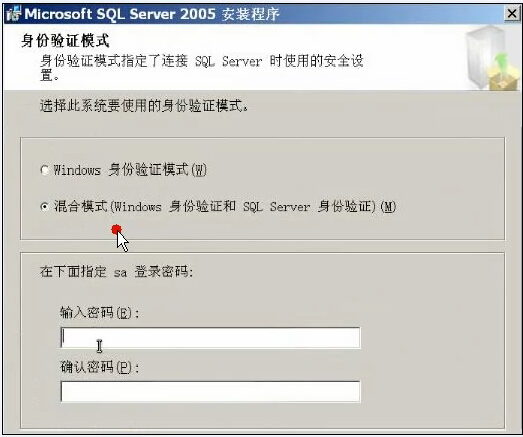 Microsoft SQL Server 2005 安装程序
身份验证模式
身份验证模式指定了连接 SQL Server 时使用的安全设
置。
选择此系统要使用的身份验证模式。
Windows 身份验证模式(W)
混合模式(Windows 身份验证和 SQL Server 身份验证)(M)
在下面指定 sa 登录密码:
输入密码(E):
确认密码(P):